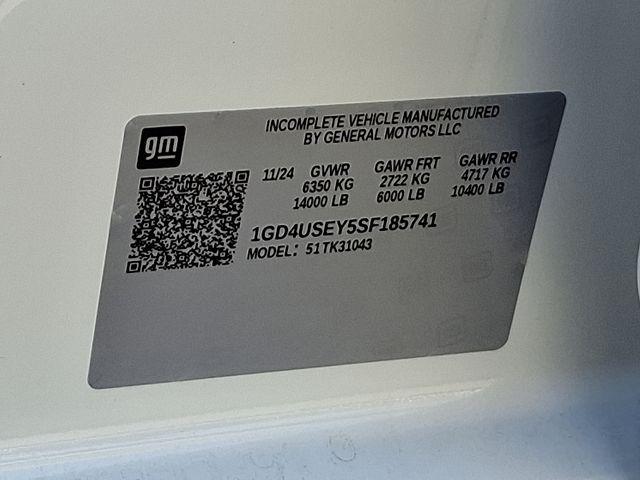 gm
INCOMPLETE VEHICLE MANUFACTURED
BY GENERAL MOTORS LLC
11/24 GVWR GAWR FRT GAWR RR
6350 KG 2722 KG 4717 KG
14000 LB 6000 LB 10400 LB
1GD4USEY5SF185741
MODEL: 51TK31043